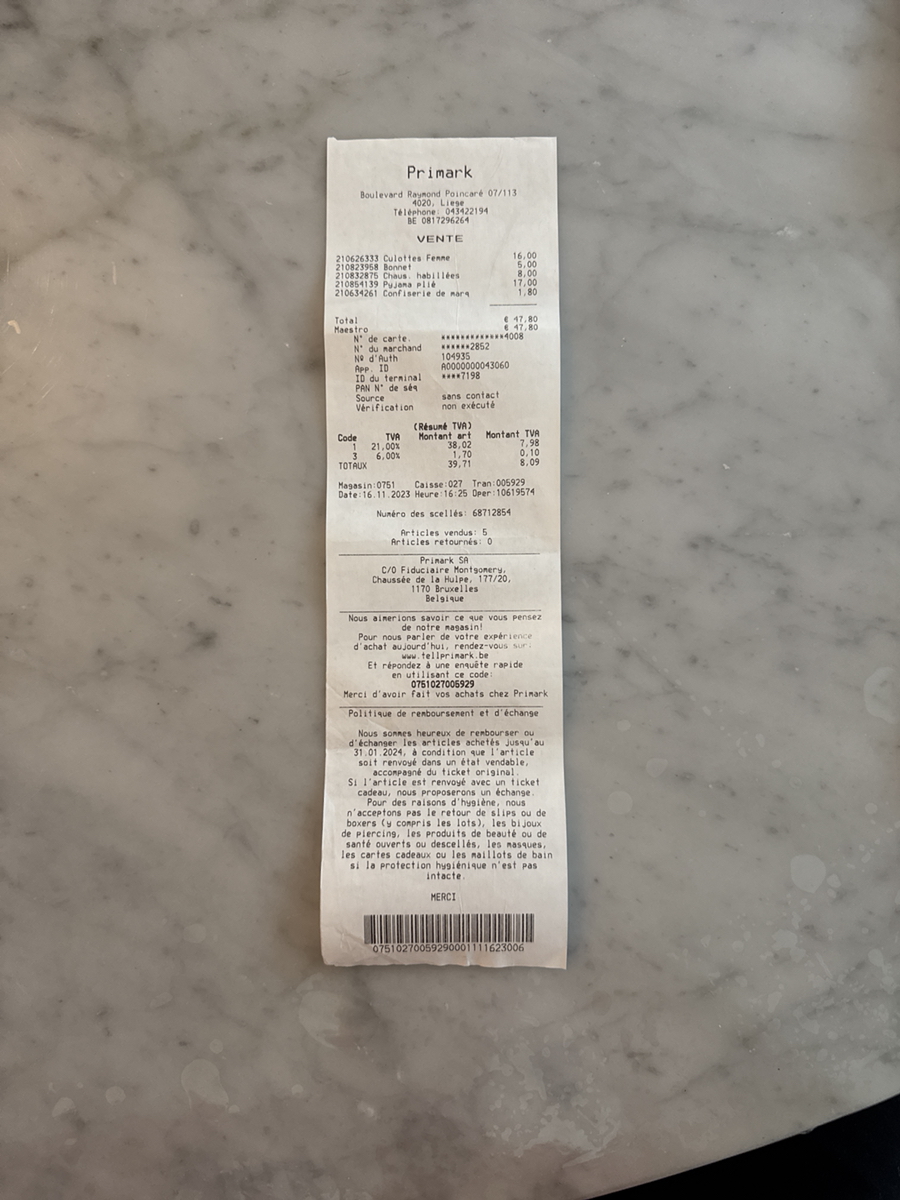 Primark
Boulevard Raymond Poincaré 07/113
4020, Liege
Téléphone: 043422194
BE 0817296264
VENTE
210626333 Culottes Femme 16,00
210823958 Bonnet 5,00
210832875 Chaus. habillées 8,00
210854139 Pyjama plié 17,00
210634261 Confiserie de marq 1,80
Total € 47,80
Maestro € 47,80
N° de carte. *************4008
N° du marchand ******2852
Nº d'Auth 104935
App. ID A0000000043060
ID du terminal ****7198
PAN N° de séq
Source sans contact
Vérification non exécuté
(Résumé TVA)
Code TVA Montant art Montant TVA
1 21,00% 38,02 7,98
3 6,00% 1,70 0,10
TOTAUX 39,71 8,09
Magasin:0751 Caisse:027 Tran:005929
Date:16.11.2023 Heure:16:25 Oper:10619574
Numéro des scellés: 68712854
Articles vendus: 5
Articles retournés: 0
Primark SA
C/O Fiduciaire Montgomery,
Chaussée de la Hulpe, 177/20,
1170 Bruxelles
Belgique
Nous aimerions savoir ce que vous pensez
de notre magasin!
Pour nous parler de votre expérience
d'achat aujourd'hui, rendez-vous sur:
www.tellprimark.be
Et répondez à une enquête rapide
en utilisant ce code:
0751027005929
Merci d'avoir fait vos achats chez Primark
Politique de remboursement et d'échange
Nous sommes heureux de rembourser ou
d'échanger les articles achetés jusqu'au
31.01.2024, à condition que l'article
soit renvoyé dans un état vendable,
accompagné du ticket original.
Si l'article est renvoyé avec un ticket
cadeau, nous proposerons un échange.
Pour des raisons d'hygiène, nous
n'acceptons pas le retour de slips ou de
boxers (y compris les lots), les bijoux
de piercing, les produits de beauté ou de
santé ouverts ou descellés, les masques,
les cartes cadeaux ou les maillots de bain
si la protection hygiénique n'est pas
intacte.
MERCI
07510270059290001111623006